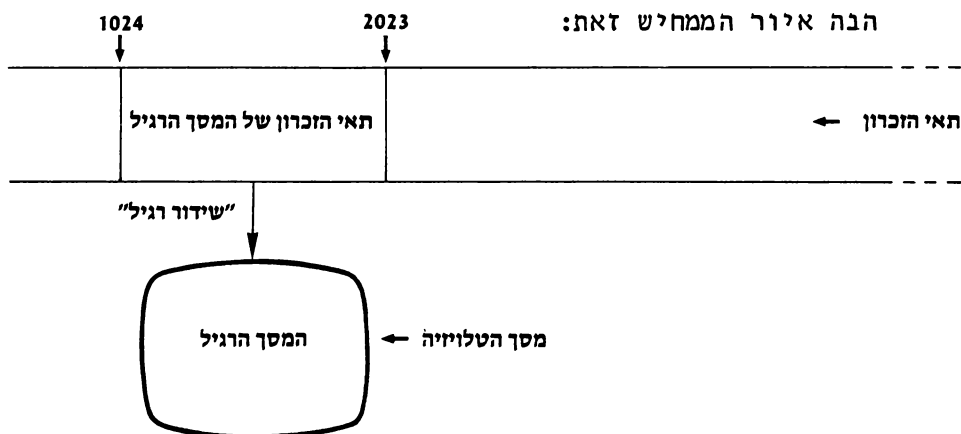 הבה איור הממחיש זאת:
1024 2023
תאי הזכרון של המסך הרגיל
תאי הזכרון
"שידור רגיל"
המסך הרגיל
מסך הטלויזיה